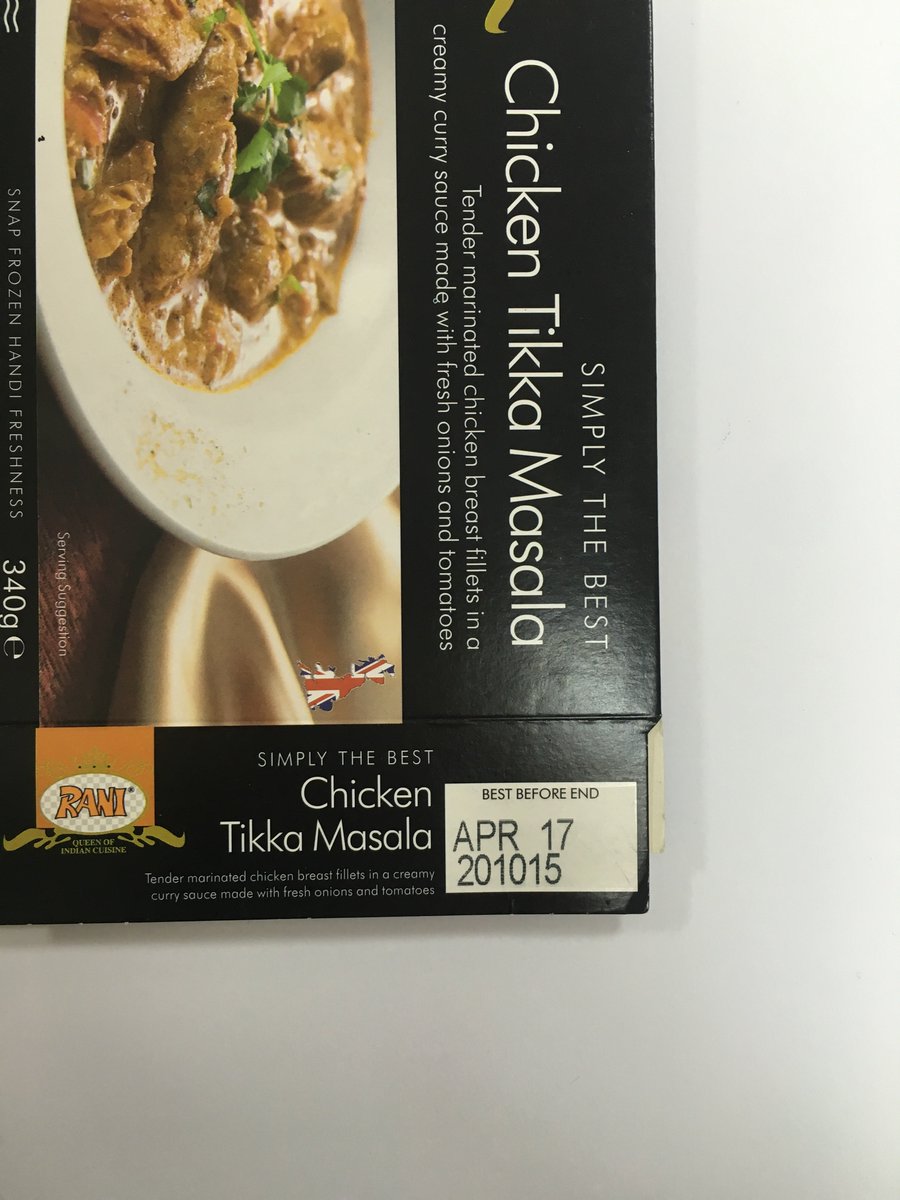 SIMPLY THE BEST
Chicken Tikka Masala
Tender marinated chicken breast fillets in a
creamy curry sauce made with fresh onions and tomatoes
Serving Suggestion
SNAP FROZEN HANDI FRESHNESS
340g e
RANI®
QUEEN OF
INDIAN CUISINE
SIMPLY THE BEST
Chicken
Tikka Masala
Tender marinated chicken breast fillets in a creamy
curry sauce made with fresh onions and tomatoes
BEST BEFORE END
APR 17
201015